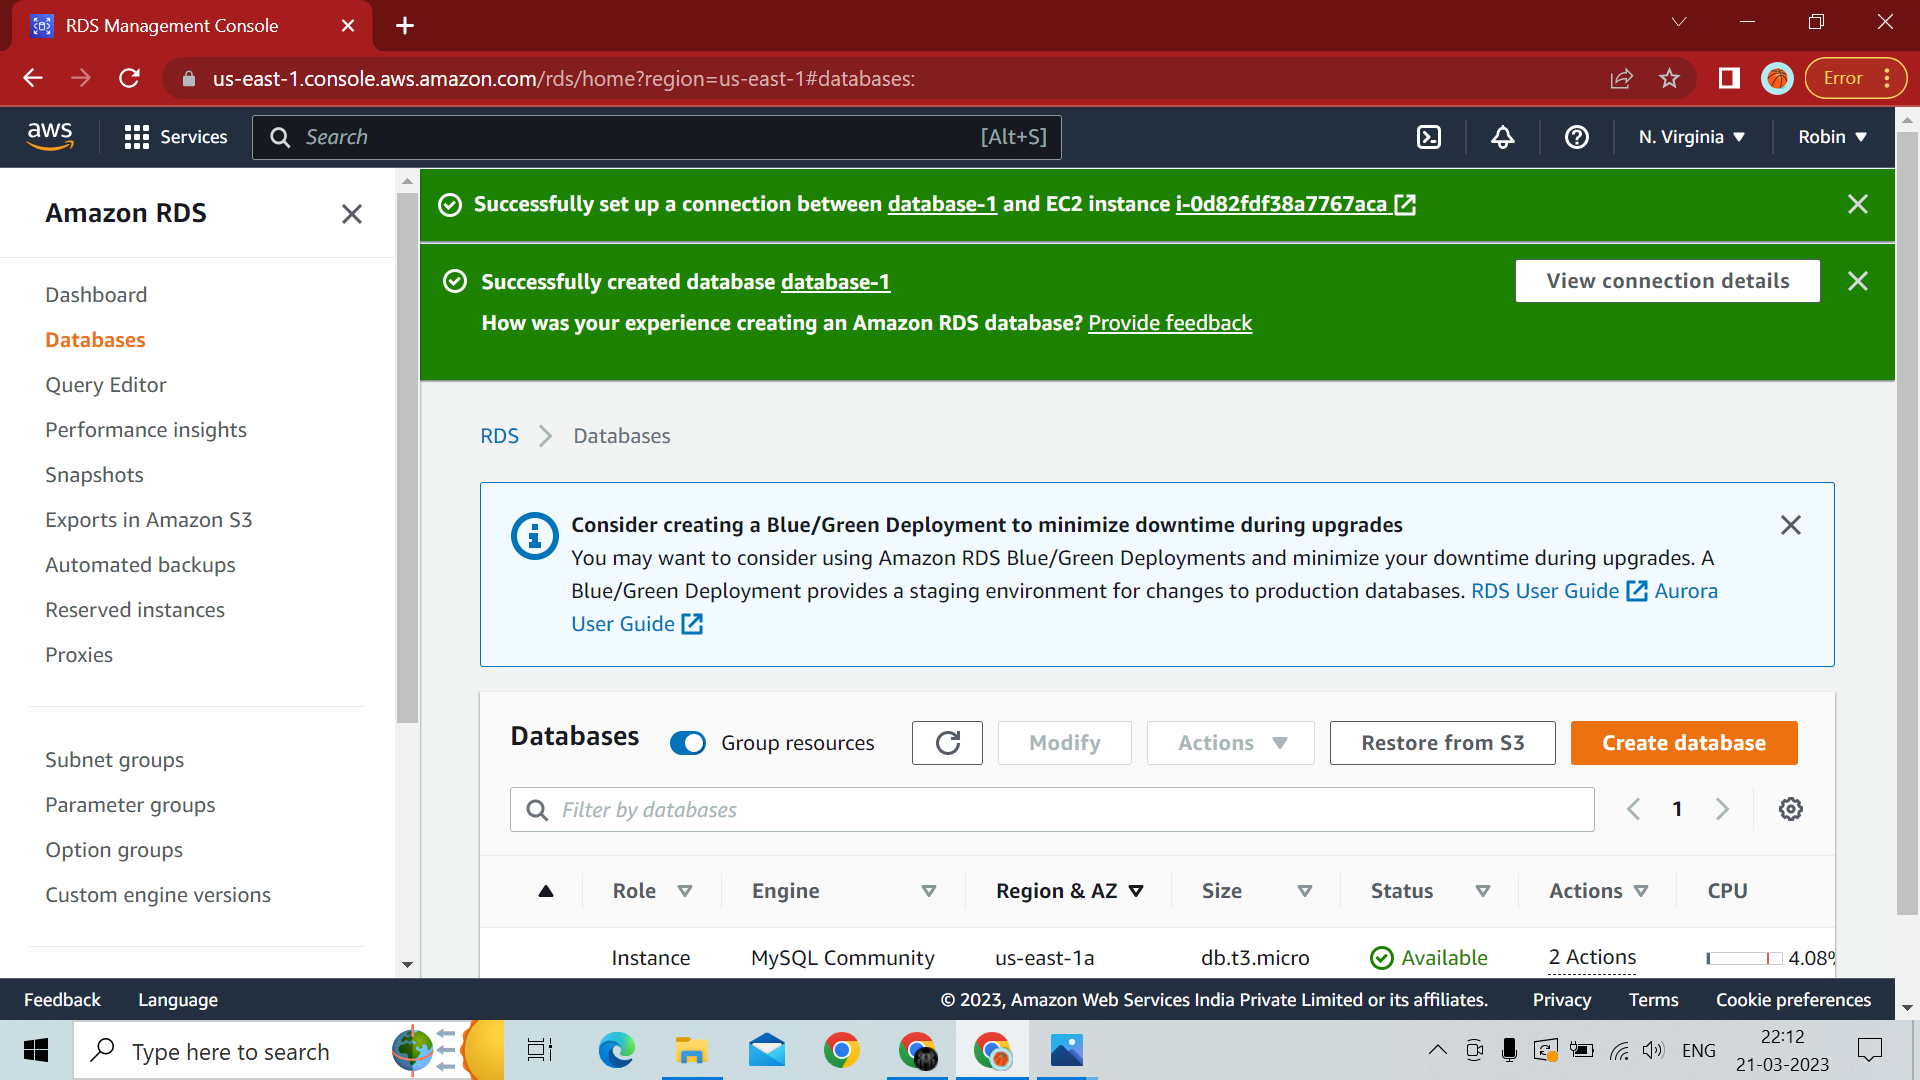 RDS Management Console
us-east-1.console.aws.amazon.com/rds/home?region=us-east-1#databases:
Error
aws
Services
Search
[Alt+S]
N. Virginia
Robin
Amazon RDS
Dashboard
Databases
Query Editor
Performance insights
Snapshots
Exports in Amazon S3
Automated backups
Reserved instances
Proxies
Subnet groups
Parameter groups
Option groups
Custom engine versions
Successfully set up a connection between database-1 and EC2 instance i-0d82fdf38a7767aca
Successfully created database database-1
View connection details
How was your experience creating an Amazon RDS database? Provide feedback
RDS
Databases
Consider creating a Blue/Green Deployment to minimize downtime during upgrades
You may want to consider using Amazon RDS Blue/Green Deployments and minimize your downtime during upgrades. A
Blue/Green Deployment provides a staging environment for changes to production databases. RDS User Guide Aurora
User Guide
Databases
Group resources
Modify
Actions
Restore from S3
Create database
Filter by databases
1
Role Engine Region & AZ Size Status Actions CPU
Instance MySQL Community us-east-1a db.t3.micro Available 2 Actions 4.08%
Feedback
Language
© 2023, Amazon Web Services India Private Limited or its affiliates.
Privacy
Terms
Cookie preferences
Type here to search
ENG
22:12
21-03-2023